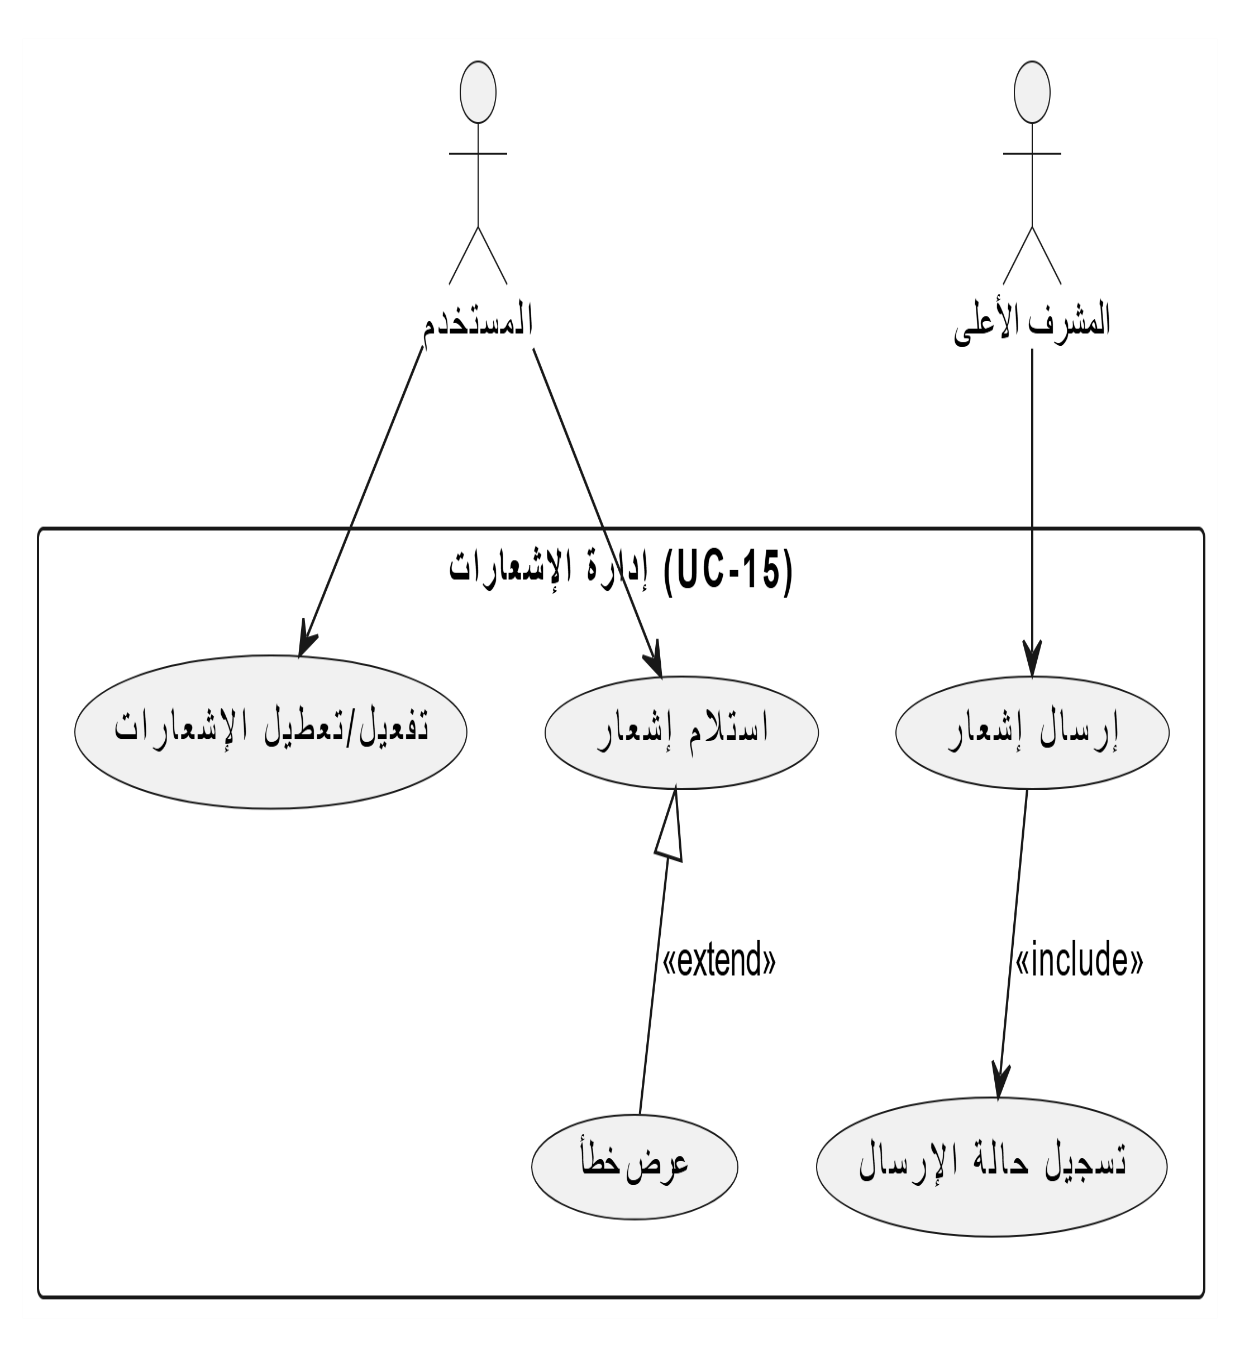 المستخدم
المشرف الأعلى
إدارة الإشعارات (UC-15)
تفعيل/تعطيل الإشعارات
استلام إشعار
إرسال إشعار
«extend»
«include»
عرض خطأ
تسجيل حالة الإرسال